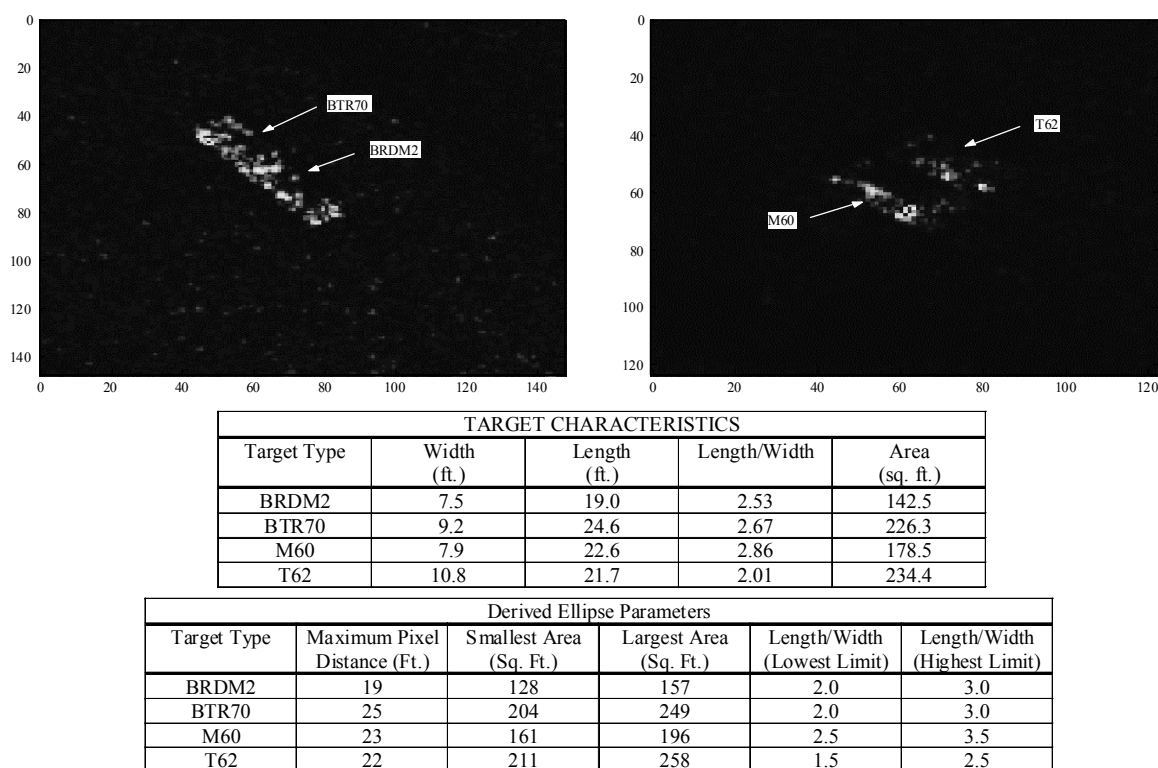 0
20
40
60
80
100
120
140
0 20 40 60 80 100 120 140
BTR70
BRDM2
0
20
40
60
80
100
120
0 20 40 60 80 100 120
T62
M60
TARGET CHARACTERISTICS
Target Type Width (ft.) Length (ft.) Length/Width Area (sq. ft.)
BRDM2 7.5 19.0 2.53 142.5
BTR70 9.2 24.6 2.67 226.3
M60 7.9 22.6 2.86 178.5
T62 10.8 21.7 2.01 234.4
Derived Ellipse Parameters
Target Type Maximum Pixel Distance (Ft.) Smallest Area (Sq. Ft.) Largest Area (Sq. Ft.) Length/Width (Lowest Limit) Length/Width (Highest Limit)
BRDM2 19 128 157 2.0 3.0
BTR70 25 204 249 2.0 3.0
M60 23 161 196 2.5 3.5
T62 22 211 258 1.5 2.5